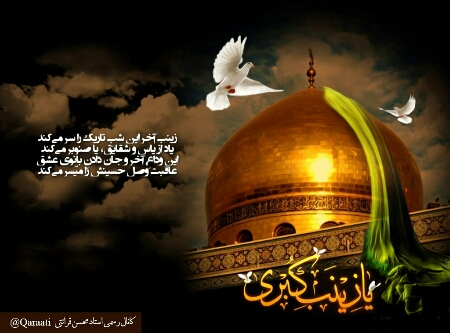 زینب آخر این شب تاریک را سر می‌کند
یاد از یاس و شقایق، یا صنوبر می‌کند
این وداع آخر و جان دادن بانوی عشق
عاقبت وصل حسینش را میسر می‌کند
یا زینب کبری
کانال رسمی استاد محسن قرائتی @Qaraati